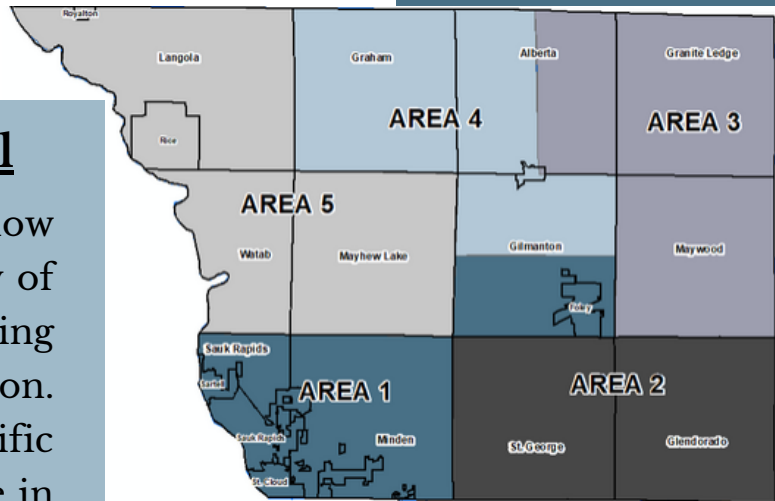 Royalton
Langola
Graham
Alberta
Granite Ledge
AREA 4
AREA 3
Rice
l
ow
AREA 5
of
Watab
Mayhew Lake
Gilmanton
Maywood
ing
Foley
on.
Sauk Rapids
Sartell
AREA 1
AREA 2
ific
Sauk Rapids
Minden
St. George
Glendorado
St. Cloud
e in